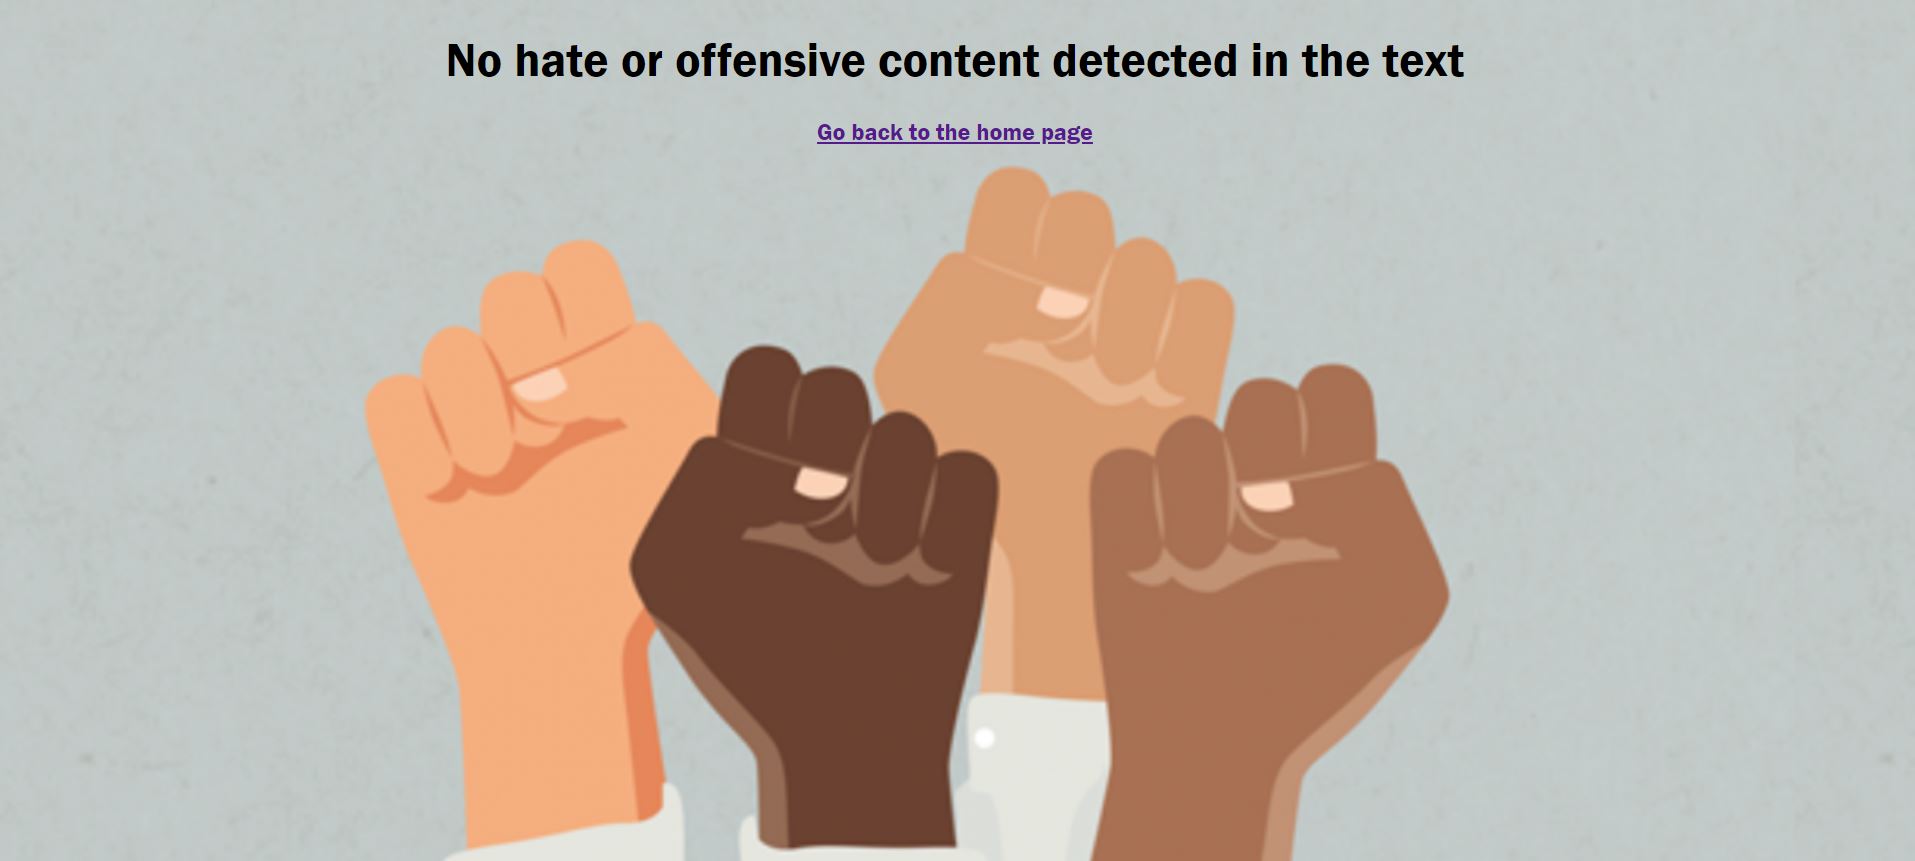 No hate or offensive content detected in the text
Go back to the home page